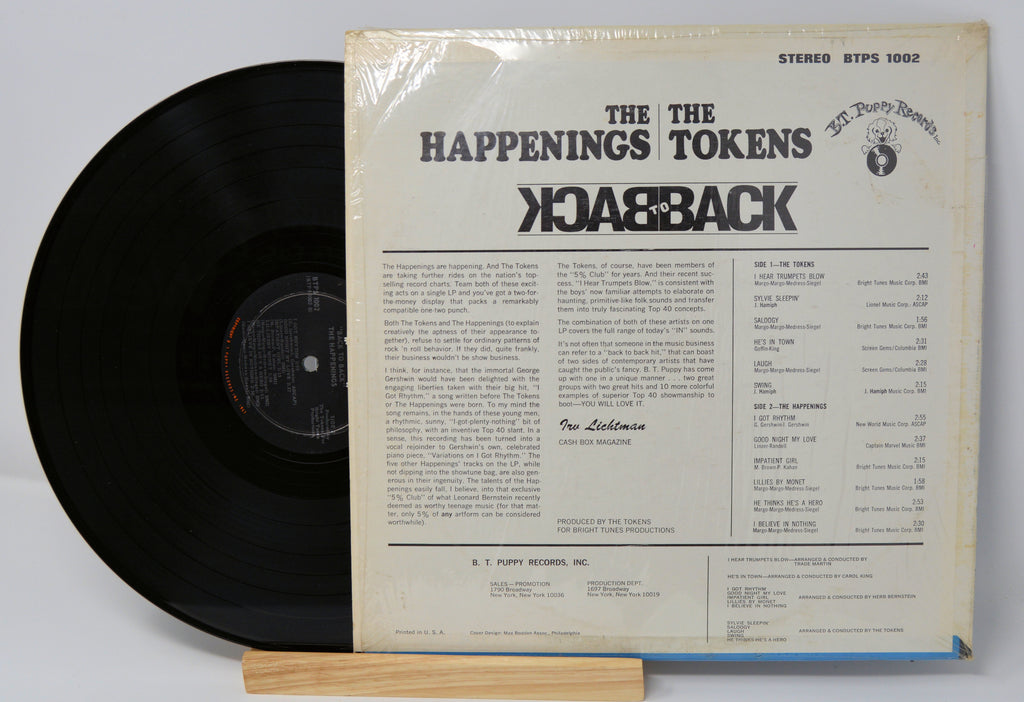 STEREO BTPS 1002
B.T. Puppy Records Inc.
THE THE
HAPPENINGS TOKENS
BACK TO BACK
The Happenings are happening. And The Tokens
are taking further rides on the nation's top-
selling record charts. Team both of these excit-
ing acts on a single LP and you've got a two-for-
the-money display that packs a remarkably
compatible one-two punch.
Both The Tokens and The Happenings (to explain
creatively the aptness of their appearance to-
gether), refuse to settle for ordinary patterns of
rock 'n roll behavior. If they did, quite frankly,
their business wouldn't be show business.
I think, for instance, that the immortal George
Gershwin would have been delighted with the
engaging liberties taken with their big hit, "I
Got Rhythm," a song written before The Tokens
or The Happenings were born. To my mind the
song remains, in the hands of these young men,
a rhythmic, sunny, "I-got-plenty-nothing" bit of
philosophy, with an inventive Top 40 slant. In a
sense, this recording has been turned into a
vocal rejoinder to Gershwin's own, celebrated
piano piece, "Variations on I Got Rhythm." The
five other Happenings' tracks on the LP, while
not dipping into the showtune bag, are also gen-
erous in their ingenuity. The talents of the Hap-
penings easily fall, I believe, into that exclusive
"5% Club" of what Leonard Bernstein recently
deemed as worthy teenage music (for that mat-
ter, only 5% of any artform can be considered
worthwhile).
The Tokens, of course, have been members of
the "5% Club" for years. And their recent suc-
cess, "I Hear Trumpets Blow," is consistent with
the boys' now familiar attempts to elaborate on
haunting, primitive-like folk sounds and transfer
them into truly fascinating Top 40 concepts.
The combination of both of these artists on one
LP covers the full range of today's "IN" sounds.
It's not often that someone in the music business
can refer to a "back to back hit," that can boast
of two sides of contemporary artists that have
caught the public's fancy. B. T. Puppy has come
up with one in a unique manner . . . two great
groups with two great hits and 10 more colorful
examples of superior Top 40 showmanship to
boot—YOU WILL LOVE IT.
Irv Lichtman
CASH BOX MAGAZINE
PRODUCED BY THE TOKENS
FOR BRIGHT TUNES PRODUCTIONS
SIDE 1—THE TOKENS
I HEAR TRUMPETS BLOW 2:43
Margo-Margo-Medress-Siegel Bright Tunes Music Corp. BMI
SYLVIE SLEEPIN' 2:12
J. Hamiph Lionel Music Corp., ASCAP
SALOOGY 1:56
Margo-Margo-Medress-Siegel Bright Tunes Music Corp. BMI
HE'S IN TOWN 2:31
Goffin-King Screen Gems/Columbia BMI
LAUGH 2:28
Margo-Margo-Medress-Siegel Screen Gems/Columbia BMI
SWING 2:15
J. Hamiph J. Hamiph Music Corp. BMI
SIDE 2—THE HAPPENINGS
I GOT RHYTHM 2:55
G. Gershwin-I. Gershwin New World Music Corp. ASCAP
GOOD NIGHT MY LOVE 2:37
Captain Marvel Music BMI
IMPATIENT GIRL 2:15
M. Brown-P. Kahan Bright Tunes Music Corp. BMI
LILLIES BY MONET 1:58
Margo-Margo-Medress-Siegel Bright Tunes Music Corp. BMI
HE THINKS HE'S A HERO 2:53
Margo-Margo-Medress-Siegel Bright Tunes Music Corp. BMI
I BELIEVE IN NOTHING 2:30
Margo-Margo-Medress-Siegel Bright Tunes Music Corp. BMI
B. T. PUPPY RECORDS, INC.
SALES — PROMOTION PRODUCTION DEPT.
1790 Broadway 1697 Broadway
New York, New York 10036 New York, New York 10019
Printed in U. S. A. Cover Design: Assoc., Philadelphia
I HEAR TRUMPETS BLOW—ARRANGED & CONDUCTED BY
TRADE MARTIN
HE'S IN TOWN—ARRANGED & CONDUCTED BY CAROL KING
I GOT RHYTHM
GOOD NIGHT MY LOVE
IMPATIENT GIRL ARRANGED & CONDUCTED BY HERB BERNSTEIN
LILLIES BY MONET
I BELIEVE IN NOTHING
SYLVIE SLEEPIN'
SALOOGY
LAUGH ARRANGED & CONDUCTED BY THE TOKENS
SWING
HE THINKS HE'S A HERO
BTPS 1002
"BACK TO BACK"
THE HAPPENINGS